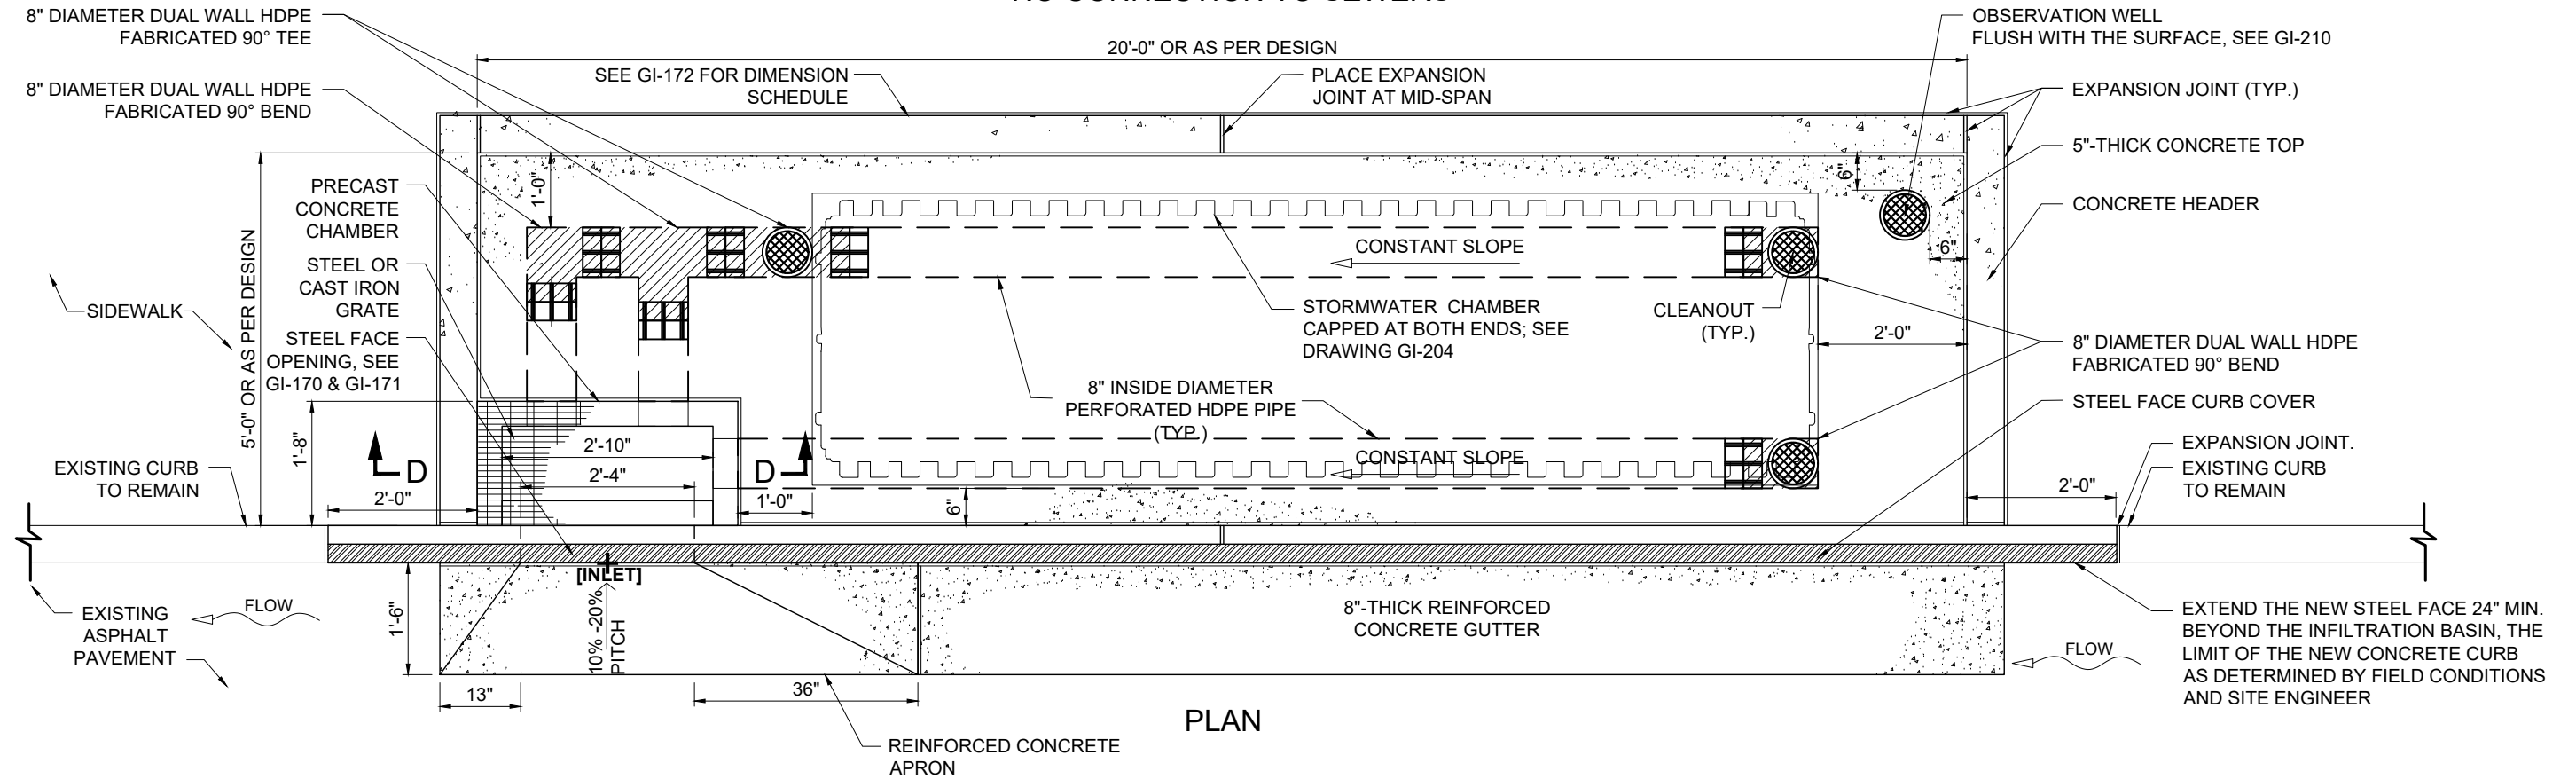 NO CONNECTION TO SEWERS
8" DIAMETER DUAL WALL HDPE
FABRICATED 90° TEE
8" DIAMETER DUAL WALL HDPE
FABRICATED 90° BEND
SEE GI-172 FOR DIMENSION
SCHEDULE
20'-0" OR AS PER DESIGN
PLACE EXPANSION
JOINT AT MID-SPAN
OBSERVATION WELL
FLUSH WITH THE SURFACE, SEE GI-210
EXPANSION JOINT (TYP.)
5"-THICK CONCRETE TOP
CONCRETE HEADER
PRECAST
CONCRETE
CHAMBER
STEEL OR
CAST IRON
GRATE
STEEL FACE
OPENING, SEE
GI-170 & GI-171
SIDEWALK
5'-0" OR AS PER DESIGN
1'-0"
6"
6"
CONSTANT SLOPE
STORMWATER CHAMBER
CAPPED AT BOTH ENDS; SEE
DRAWING GI-204
CLEANOUT
(TYP.)
2'-0"
8" DIAMETER DUAL WALL HDPE
FABRICATED 90° BEND
8" INSIDE DIAMETER
PERFORATED HDPE PIPE
(TYP.)
STEEL FACE CURB COVER
1'-8"
2'-10"
2'-4"
D
D
CONSTANT SLOPE
EXPANSION JOINT.
EXISTING CURB
TO REMAIN
EXISTING CURB
TO REMAIN
2'-0"
1'-0"
6"
2'-0"
[INLET]
10% -20%
PITCH
EXISTING
ASPHALT
PAVEMENT
FLOW
1'-6"
13"
36"
8"-THICK REINFORCED
CONCRETE GUTTER
FLOW
EXTEND THE NEW STEEL FACE 24" MIN.
BEYOND THE INFILTRATION BASIN, THE
LIMIT OF THE NEW CONCRETE CURB
AS DETERMINED BY FIELD CONDITIONS
AND SITE ENGINEER
REINFORCED CONCRETE
APRON
PLAN